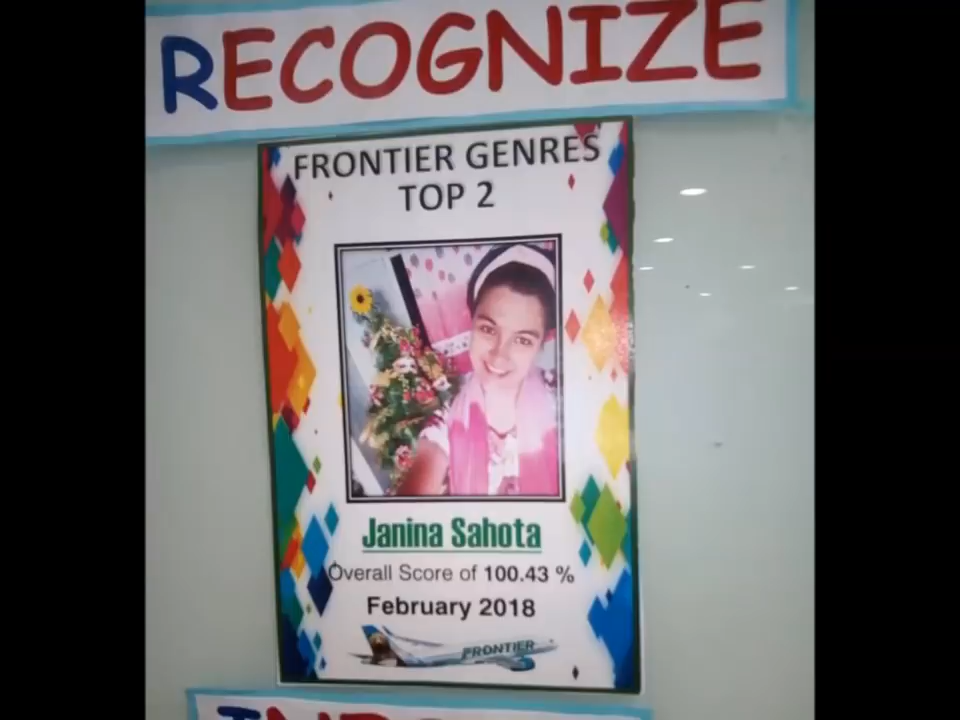 RECOGNIZE
FRONTIER GENRES
TOP 2
Janina Sahota
Overall Score of 100.43 %
February 2018
FRONTIER